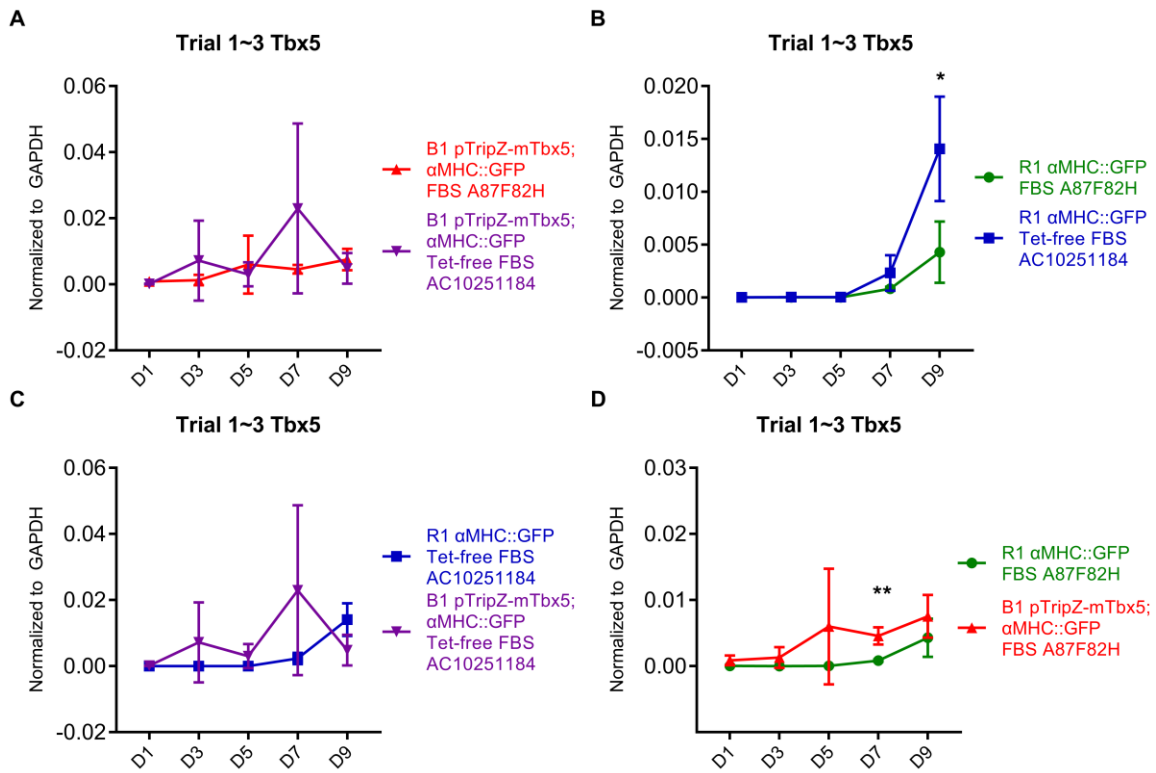 A
Trial 1~3 Tbx5
Normalized to GAPDH
0.06
0.04
0.02
0.00
-0.02
D1
D3
D5
D7
D9
B1 pTripZ-mTbx5;
αMHC::GFP
FBS A87F82H
B1 pTripZ-mTbx5;
αMHC::GFP
Tet-free FBS
AC10251184
B
Trial 1~3 Tbx5
Normalized to GAPDH
0.020
0.015
0.010
0.005
0.000
-0.005
*
D1
D3
D5
D7
D9
R1 αMHC::GFP
FBS A87F82H
R1 αMHC::GFP
Tet-free FBS
AC10251184
C
Trial 1~3 Tbx5
Normalized to GAPDH
0.06
0.04
0.02
0.00
-0.02
D1
D3
D5
D7
D9
R1 αMHC::GFP
Tet-free FBS
AC10251184
B1 pTripZ-mTbx5;
αMHC::GFP
Tet-free FBS
AC10251184
D
Trial 1~3 Tbx5
Normalized to GAPDH
0.03
0.02
0.01
0.00
**
D1
D3
D5
D7
D9
R1 αMHC::GFP
FBS A87F82H
B1 pTripZ-mTbx5;
αMHC::GFP
FBS A87F82H